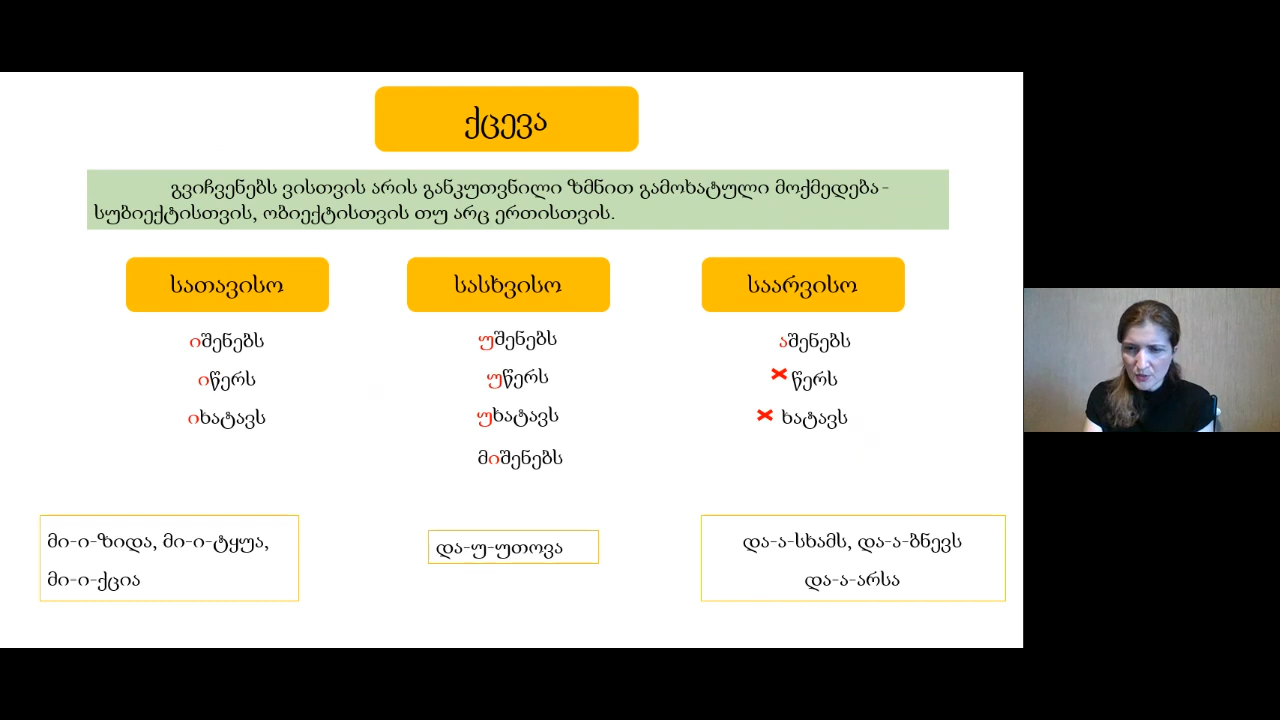 ქცევა
გვიჩვენებს ვისთვის არის განკუთვნილი ზმნით გამოხატული მოქმედება -
სუბიექტისთვის, ობიექტისთვის თუ არც ერთისთვის.
სათავისო
იშენებს
იწერს
იხატავს
მი-ი-ზიდა, მი-ი-ტყუა,
მი-ი-ქცია
სასხვისო
უშენებს
უწერს
უხატავს
მიშენებს
და-უ-უთოვა
საარვისო
აშენებს
წერს
ხატავს
და-ა-სხამს, და-ა-ბნევს
და-ა-არსა